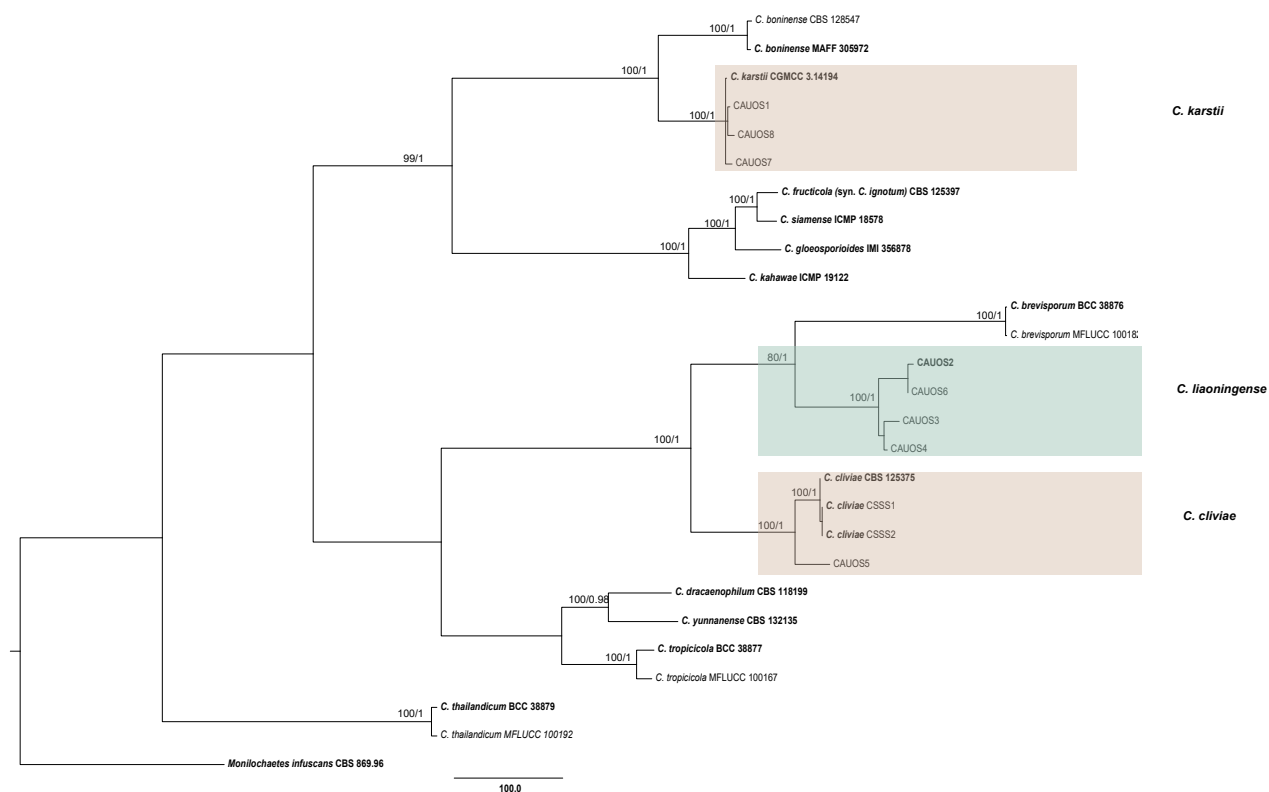 C. boninense CBS 128547
100/1
C. boninense MAFF 305972
100/1
C. karstii CGMCC 3.14194
CAUOS1
C. karstii
100/1
CAUOS8
99/1
CAUOS7
C. fructicola (syn. C. ignotum) CBS 125397
100/1
C. siamense ICMP 18578
100/1
100/1
C. gloeosporioides IMI 356878
C. kahawae ICMP 19122
C. brevisporum BCC 38876
100/1
C. brevisporum MFLUCC 10018
80/1
CAUOS2
C. liaoningense
CAUOS6
100/1
CAUOS3
100/1
CAUOS4
C. cliviae CBS 125375
100/1
C. cliviae CSSS1
C. cliviae
100/1
C. cliviae CSSS2
CAUOS5
C. dracaenophilum CBS 118199
100/0.98
C. yunnanense CBS 132135
C. tropicicola BCC 38877
100/1
C. tropicicola MFLUCC 100167
C. thailandicum BCC 38879
100/1
C. thailandicum MFLUCC 100192
Monilochaetes infuscans CBS 869.96
100.0